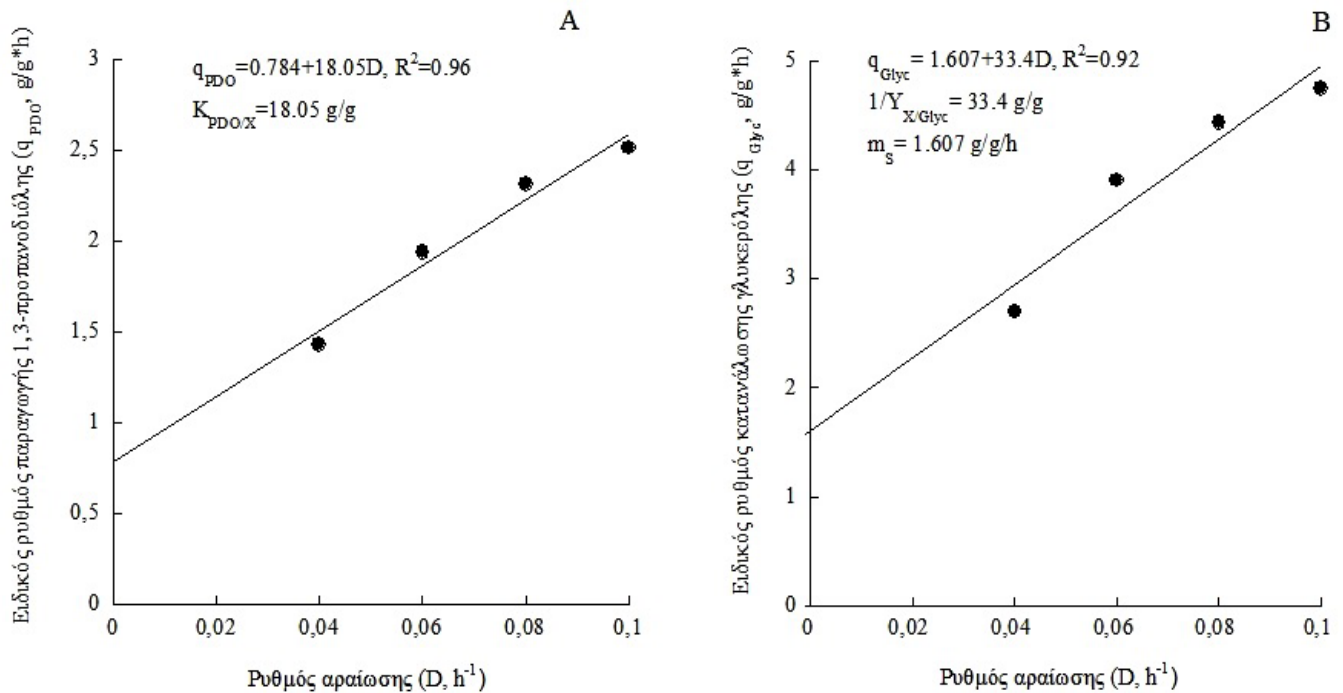 A
q_PDO=0.784+18.05D, R²=0.96
K_PDO/X=18.05 g/g
Ειδικός ρυθμός παραγωγής 1,3-προπανοδιόλης (q_PDO, g/g*h)
3
2,5
2
1,5
1
0,5
0
0 0,04 0,06 0,08 0,1
Ρυθμός αραίωσης (D, h⁻¹)
B
q_Glyc= 1.607+33.4D, R²=0.92
1/Y_X/Glyc = 33.4 g/g
m_S= 1.607 g/g/h
Ειδικός ρυθμός κατανάλωσης γλυκερόλης (q_Glyc, g/g*h)
5
4
3
2
1
0
0 0,04 0,06 0,08 0,1
Ρυθμός αραίωσης (D, h⁻¹)